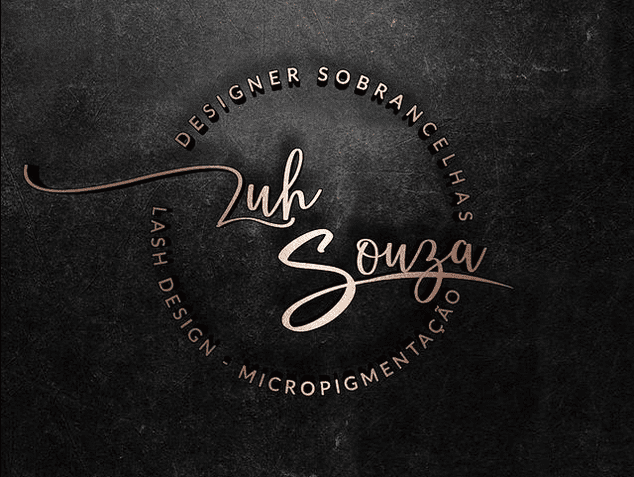 DESIGNER SOBRANCELHAS
Luh
Souza
LASH DESIGN - MICROPIGMENTAÇÃO